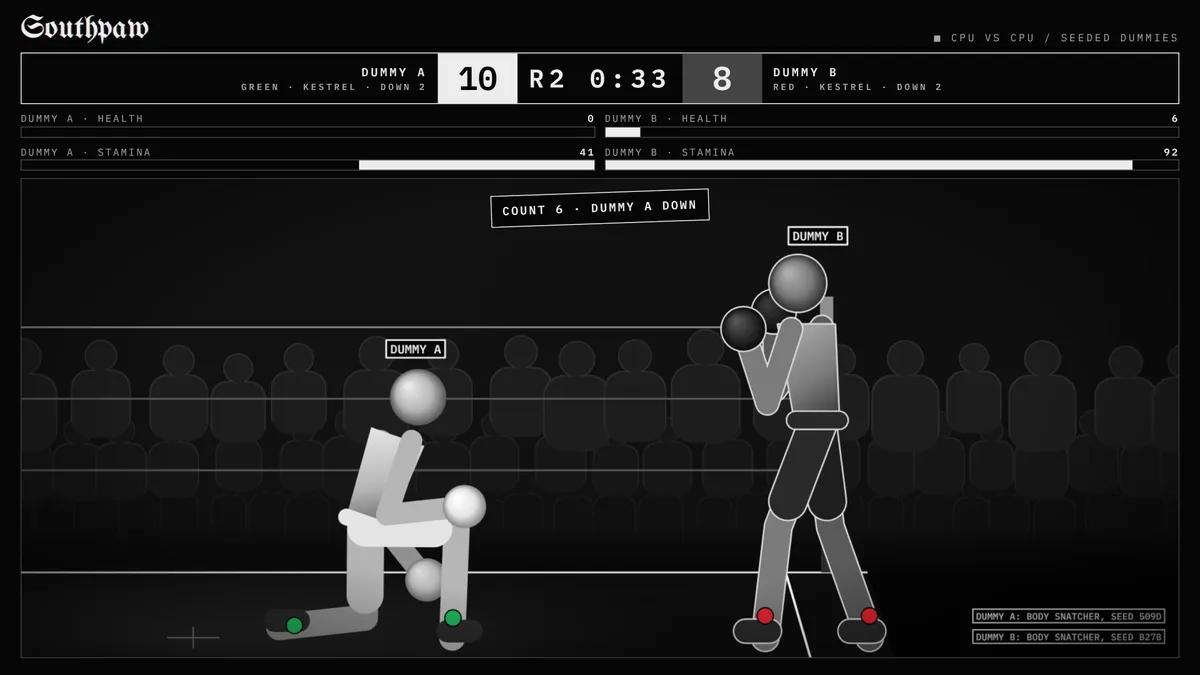 Southpaw
CPU VS CPU / SEEDED DUMMIES
DUMMY A
GREEN · KESTREL · DOWN 2
10
R2 0:33
8
DUMMY B
RED · KESTREL · DOWN 2
DUMMY A · HEALTH
0
DUMMY B · HEALTH
6
DUMMY A · STAMINA
41
DUMMY B · STAMINA
92
COUNT 6 · DUMMY A DOWN
DUMMY B
DUMMY A
DUMMY A: BODY SNATCHER, SEED 509D
DUMMY B: BODY SNATCHER, SEED B27B